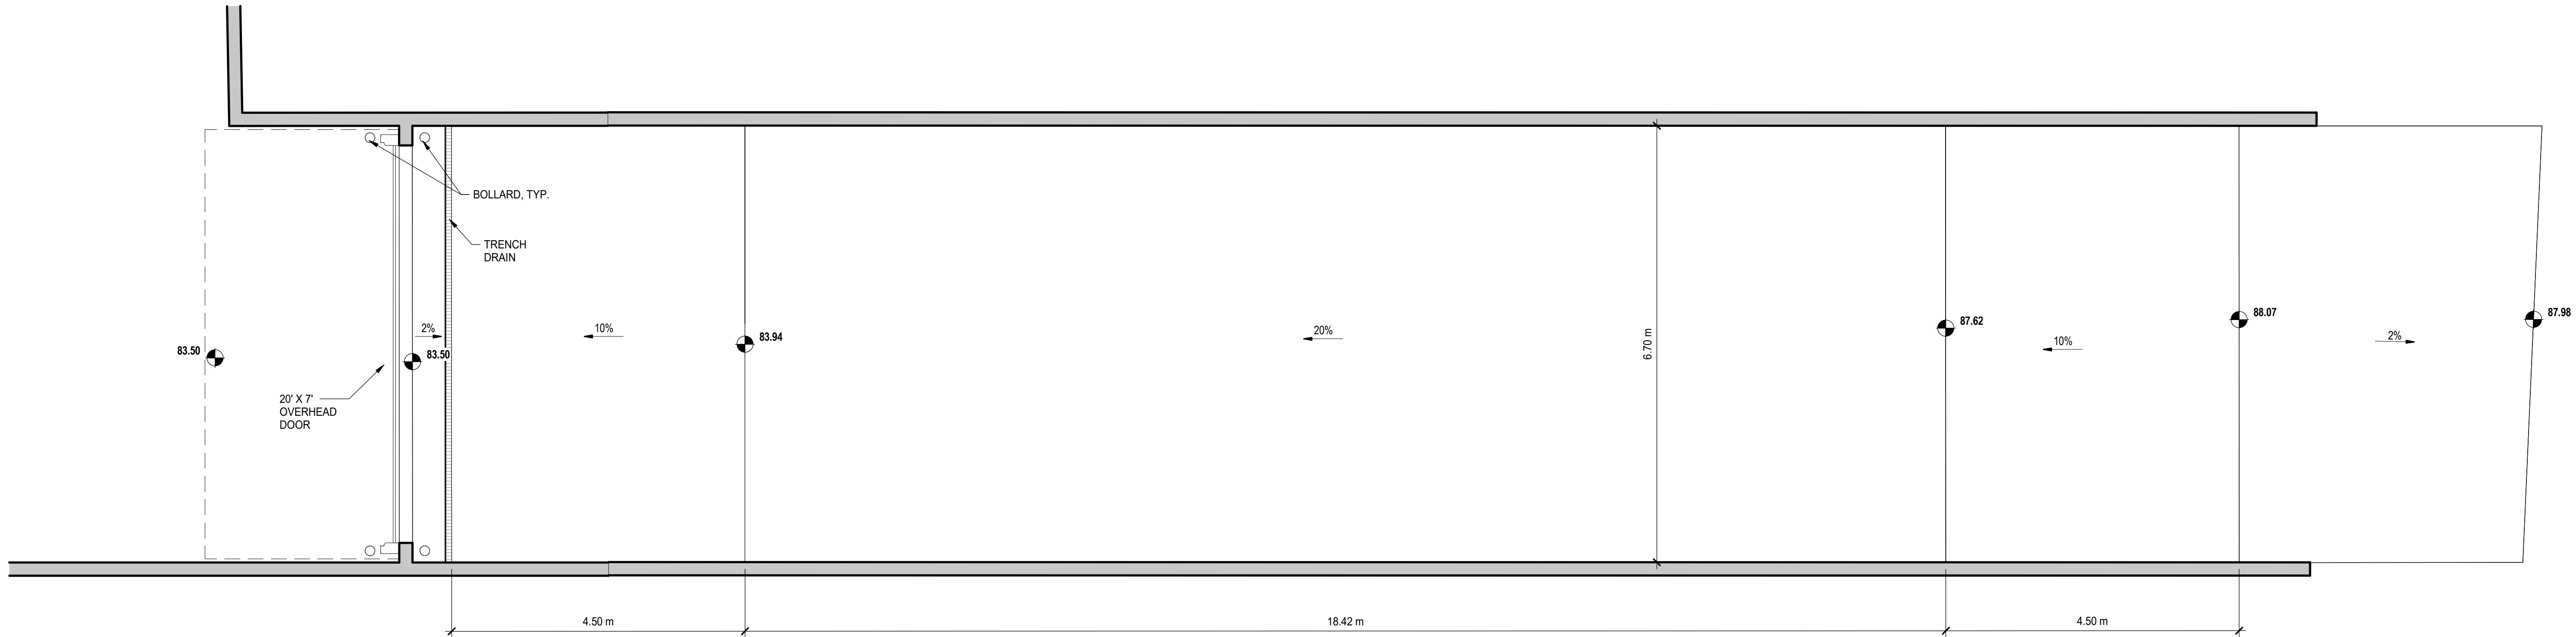 BOLLARD, TYP.
TRENCH
DRAIN
83.50
2%
83.50
20' X 7'
OVERHEAD
DOOR
10%
83.94
20%
6.70 m
87.62
10%
88.07
2%
87.98
4.50 m
18.42 m
4.50 m